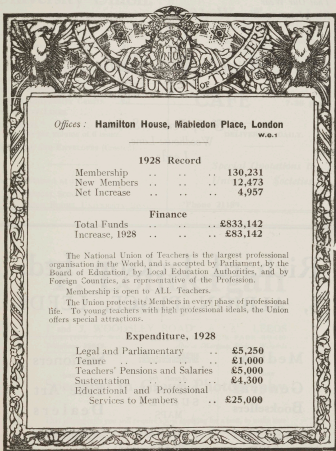 NATIONAL UNION OF TEACHERS
UNION
Offices : Hamilton House, Mabledon Place, London
W.C.1
1928 Record
Membership .. .. .. 130,231
New Members .. .. .. 12,473
Net Increase .. .. .. 4,957
Finance
Total Funds .. .. £833,142
Increase, 1928 .. .. £83,142
The National Union of Teachers is the largest professional
organisation in the World, and is accepted by Parliament, by the
Board of Education, by Local Education Authorities, and by
Foreign Countries, as representative of the Profession.
Membership is open to ALL Teachers.
The Union protects its Members in every phase of professional
life. To young teachers with high professional ideals, the Union
offers special attractions.
Expenditure, 1928
Legal and Parliamentary .. £5,250
Tenure .. .. .. .. £1,000
Teachers' Pensions and Salaries £5,000
Sustentation .. .. .. £4,300
Educational and Professional
Services to Members .. £25,000